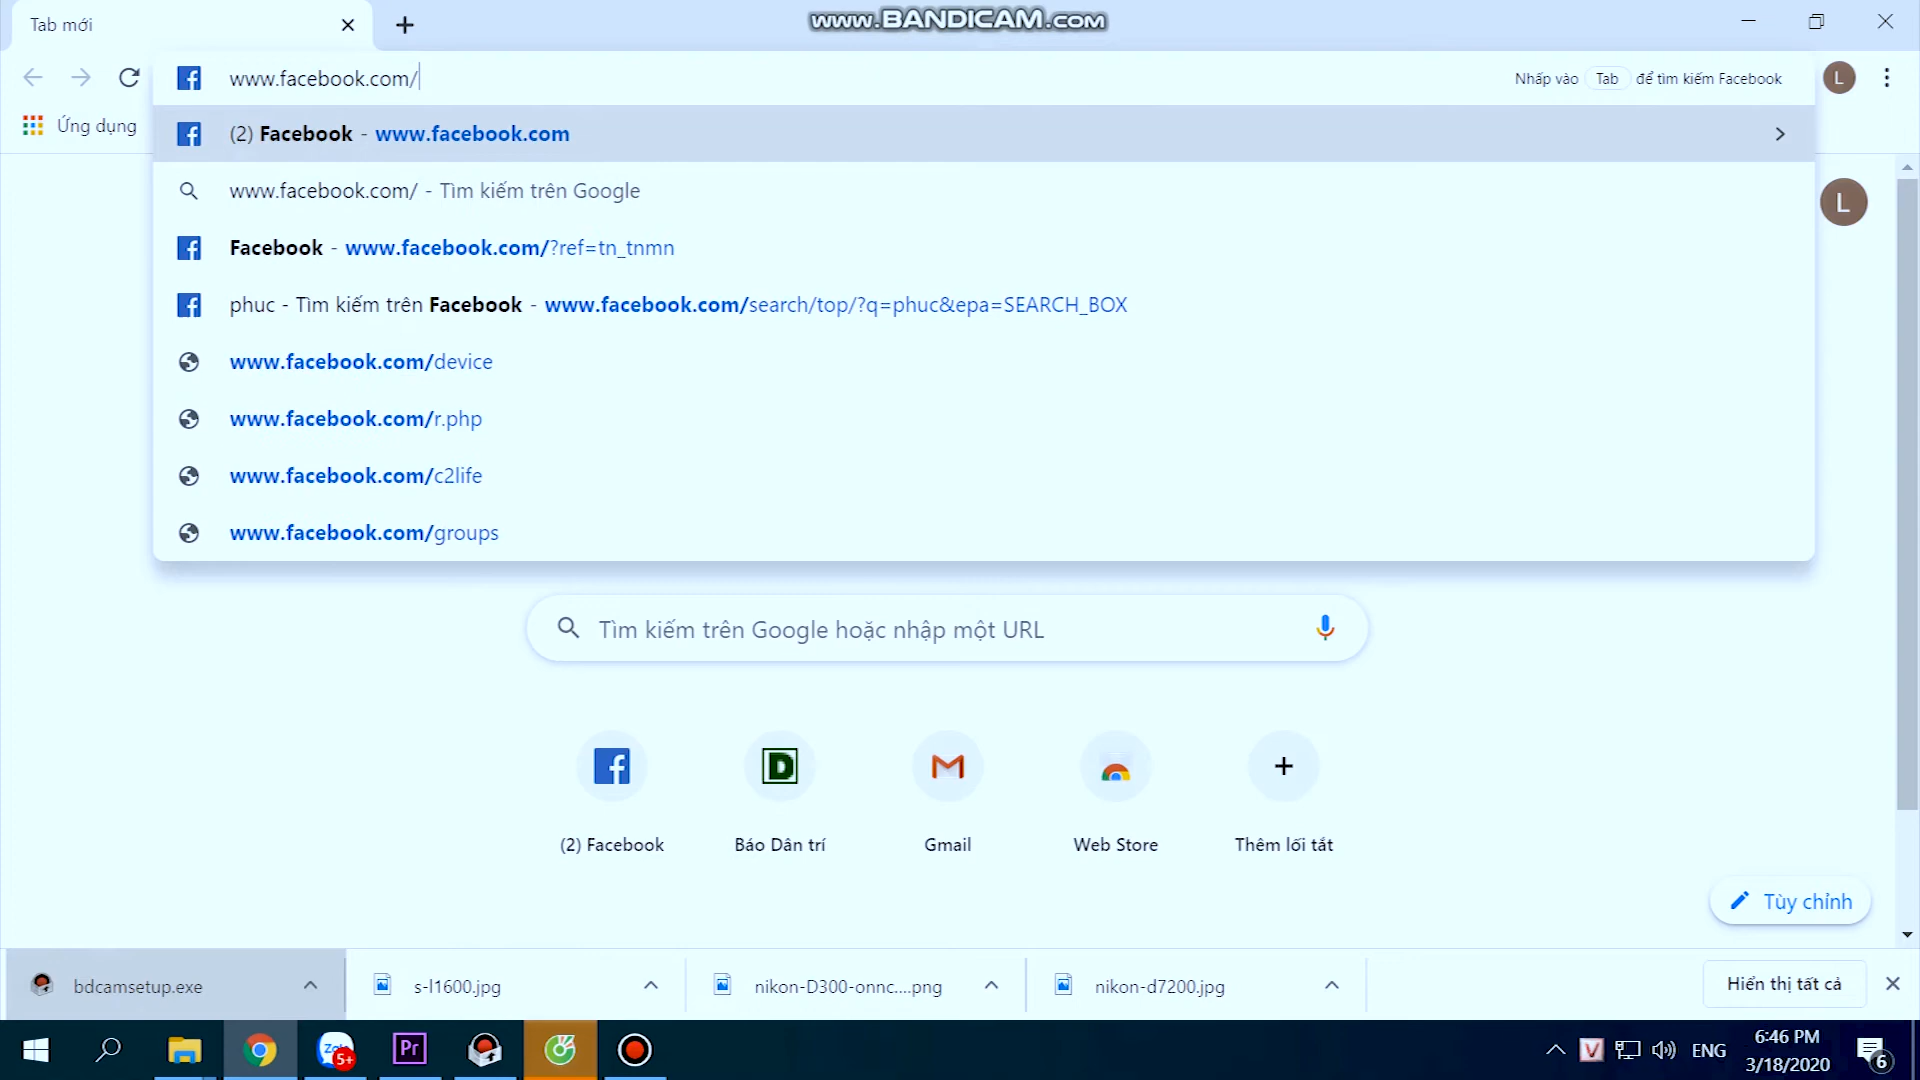 Tab mới
www.BANDICAM.com
www.facebook.com/
Nhấp vào Tab để tìm kiếm Facebook
L
Ứng dụng
(2) Facebook - www.facebook.com
www.facebook.com/ - Tìm kiếm trên Google
L
Facebook - www.facebook.com/?ref=tn_tnmn
phuc - Tìm kiếm trên Facebook - www.facebook.com/search/top/?q=phuc&epa=SEARCH_BOX
www.facebook.com/device
www.facebook.com/r.php
www.facebook.com/c2life
www.facebook.com/groups
Tìm kiếm trên Google hoặc nhập một URL
D
(2) Facebook
Báo Dân trí
Gmail
Web Store
Thêm lối tắt
Tùy chỉnh
bdcamsetup.exe
s-l1600.jpg
nikon-D300-onnc....png
nikon-d7200.jpg
Hiển thị tất cả
Zalo
5+
Pr
V
ENG
6:46 PM
3/18/2020
6